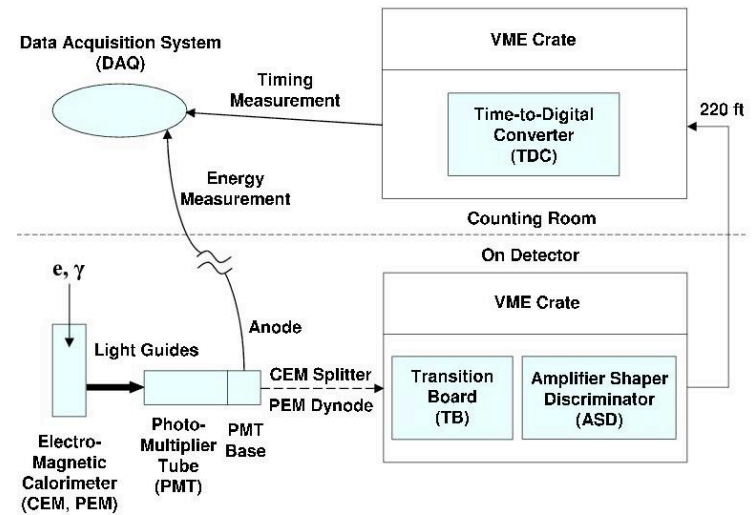 Data Acquisition System
(DAQ)
Timing
Measurement
VME Crate
Time-to-Digital
Converter
(TDC)
220 ft
Energy
Measurement
Counting Room
On Detector
e, γ
VME Crate
Anode
Light Guides
CEM Splitter
PEM Dynode
Transition
Board
(TB)
Amplifier Shaper
Discriminator
(ASD)
Electro-
Magnetic
Calorimeter
(CEM, PEM)
Photo-
Multiplier
Tube
(PMT)
PMT
Base